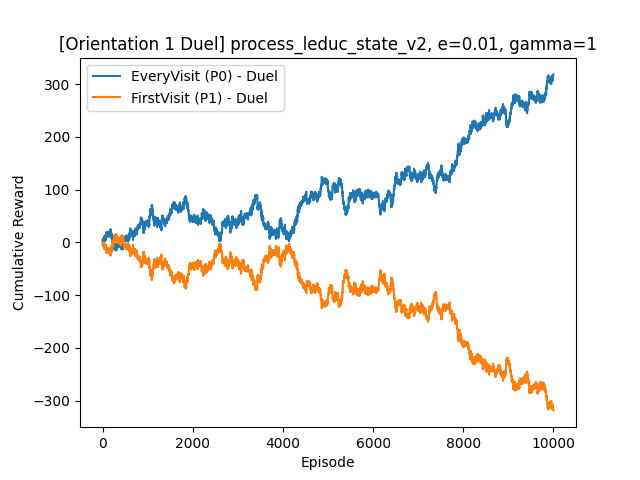 [Orientation 1 Duel] process_leduc_state_v2, e=0.01, gamma=1
EveryVisit (P0) - Duel
FirstVisit (P1) - Duel
300
200
100
0
−100
−200
−300
Cumulative Reward
0 2000 4000 6000 8000 10000
Episode